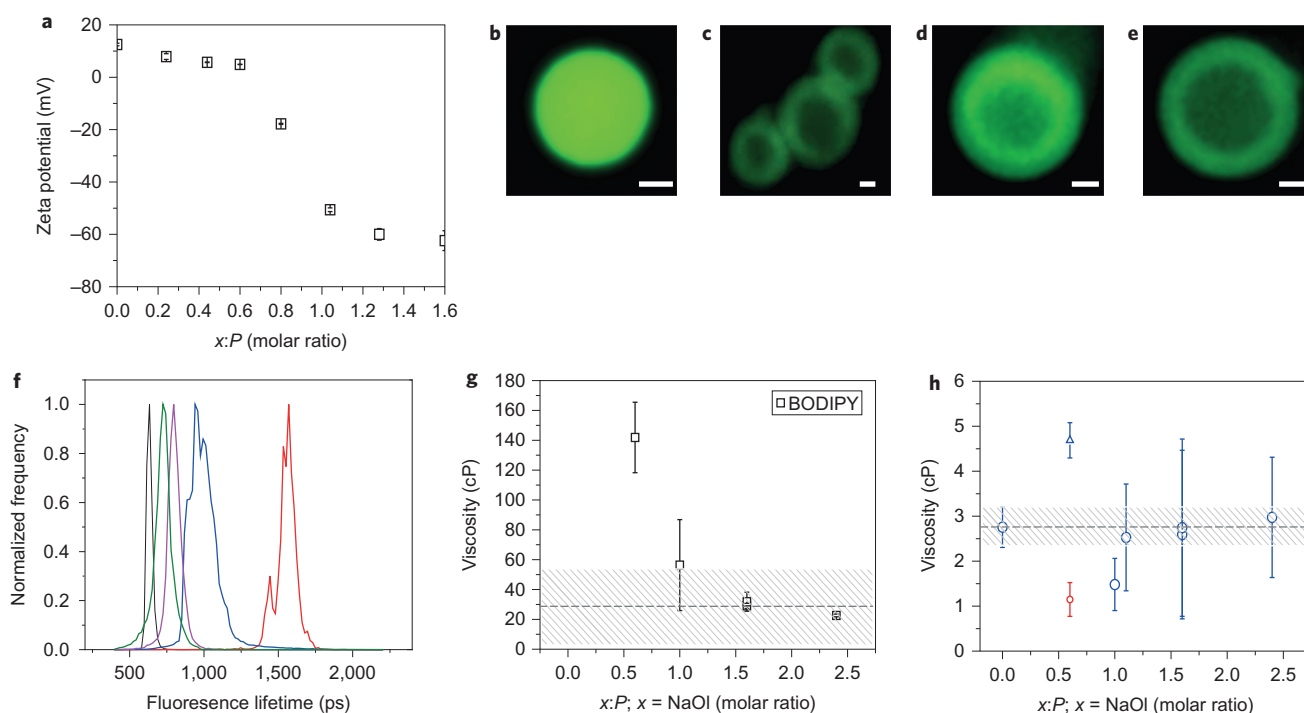 a
20
0
–20
–40
–60
–80
Zeta potential (mV)
0.0 0.2 0.4 0.6 0.8 1.0 1.2 1.4 1.6
x:P (molar ratio)
b
c
d
e
f
1.0
0.8
0.6
0.4
0.2
0.0
Normalized frequency
500 1,000 1,500 2,000
Fluoresence lifetime (ps)
g
180
160
140
120
100
80
60
40
20
0
Viscosity (cP)
BODIPY
0.0 0.5 1.0 1.5 2.0 2.5
x:P; x = NaOl (molar ratio)
h
6
5
4
3
2
1
0
Viscosity (cP)
0.0 0.5 1.0 1.5 2.0 2.5
x:P; x = NaOl (molar ratio)